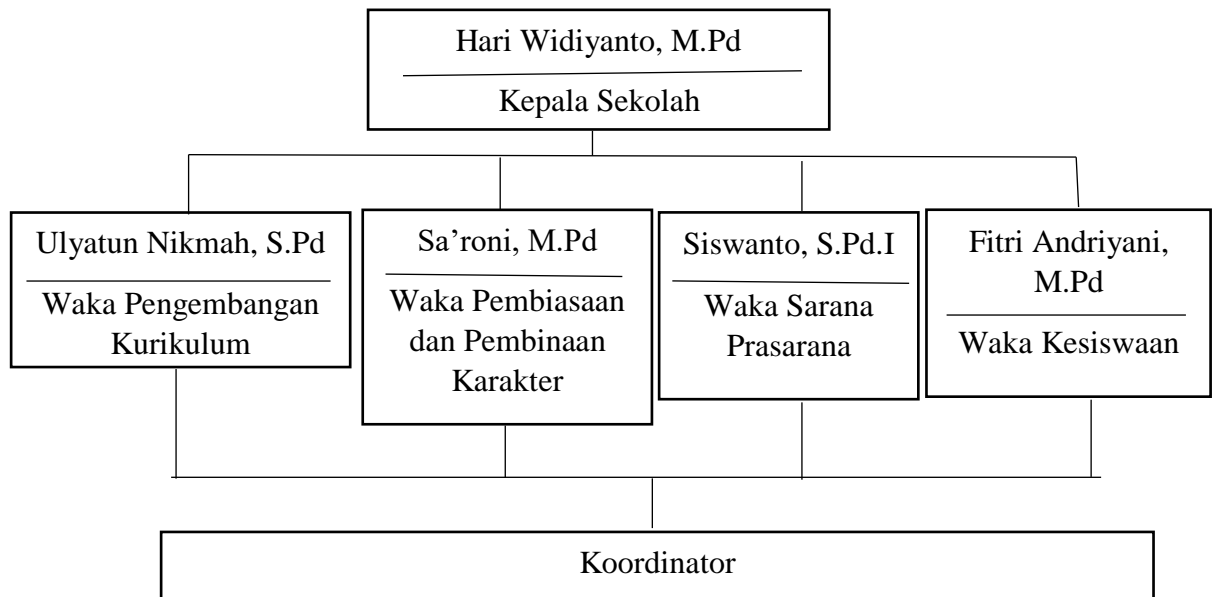 Hari Widiyanto, M.Pd
Kepala Sekolah
Ulyatun Nikmah, S.Pd
Waka Pengembangan
Kurikulum
Sa’roni, M.Pd
Waka Pembiasaan
dan Pembinaan
Karakter
Siswanto, S.Pd.I
Waka Sarana
Prasarana
Fitri Andriyani,
M.Pd
Waka Kesiswaan
Koordinator